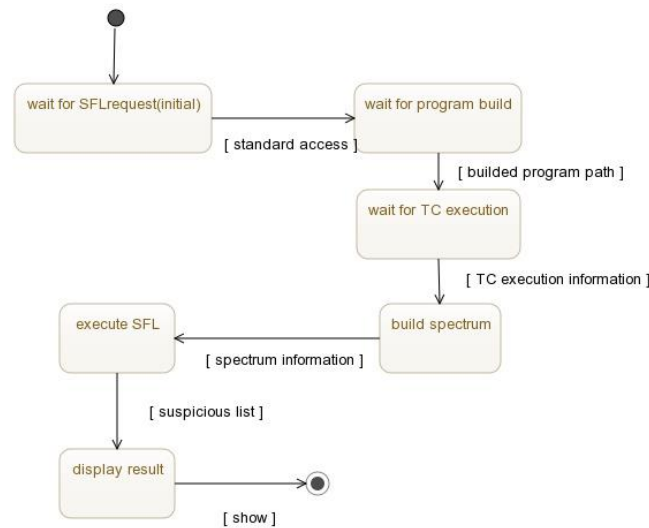 wait for SFLrequest(initial)
wait for program build
[ standard access ]
[ builded program path ]
wait for TC execution
[ TC execution information ]
execute SFL
build spectrum
[ spectrum information ]
[ suspicious list ]
display result
[ show ]